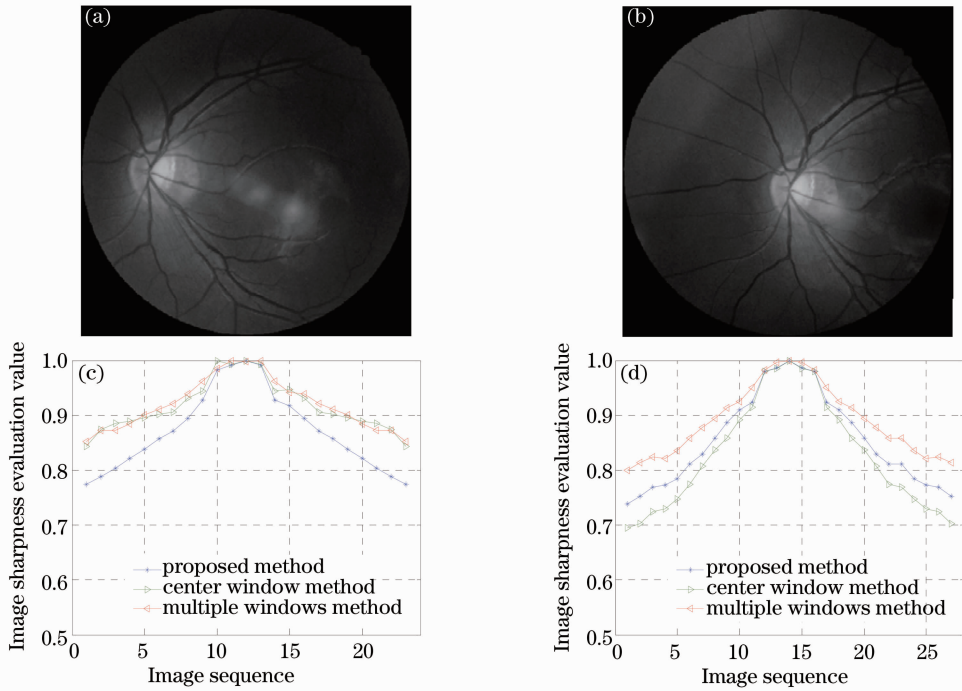 (a)
(b)
Image sharpness evaluation value
1.0
0.9
0.8
0.7
0.6
0.5
(c)
proposed method
center window method
multiple windows method
0 5 10 15 20
Image sequence
Image sharpness evaluation value
1.0
0.9
0.8
0.7
0.6
0.5
(d)
proposed method
center window method
multiple windows method
0 5 10 15 20 25
Image sequence